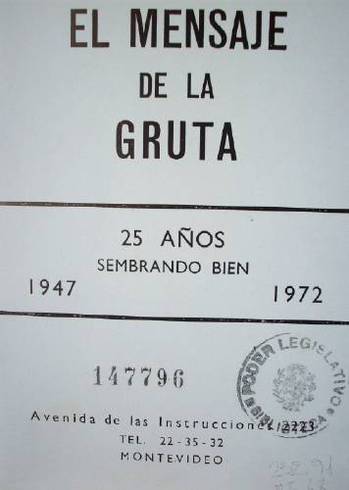 EL MENSAJE
DE LA
GRUTA
25 AÑOS
SEMBRANDO BIEN
1947 1972
147796
PODER LEGISLATIVO
Avenida de las Instrucciones 2223
TEL. 22-35-32
MONTEVIDEO